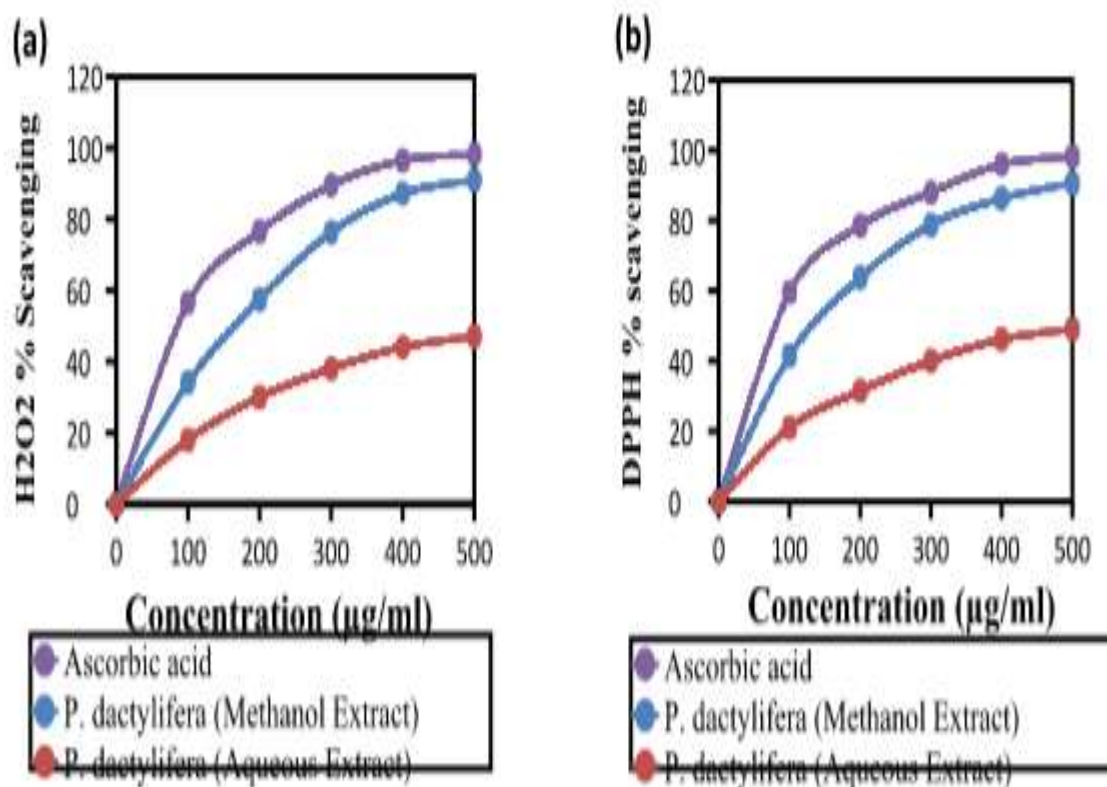 (a)
H2O2 % Scavenging
120
100
80
60
40
20
0
0 100 200 300 400 500
Concentration (µg/ml)
Ascorbic acid
P. dactylifera (Methanol Extract)
P. dactylifera (Aqueous Extract)
(b)
DPPH % scavenging
120
100
80
60
40
20
0
0 100 200 300 400 500
Concentration (µg/ml)
Ascorbic acid
P. dactylifera (Methanol Extract)
P. dactylifera (Aqueous Extract)